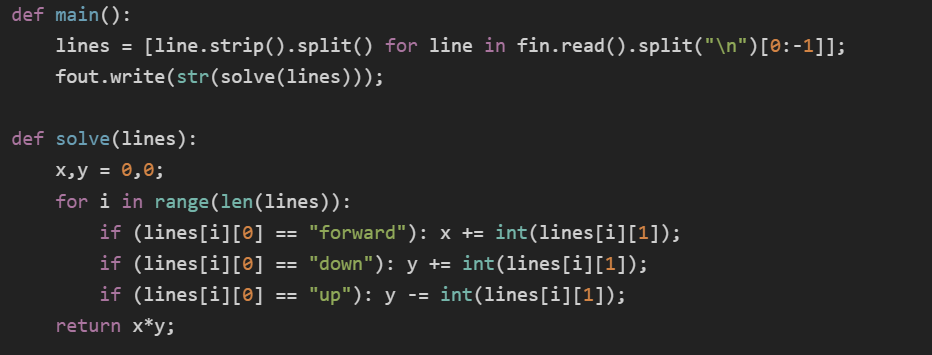 def main():
    lines = [line.strip().split() for line in fin.read().split("\n")[0:-1]];
    fout.write(str(solve(lines)));

def solve(lines):
    x,y = 0,0;
    for i in range(len(lines)):
        if (lines[i][0] == "forward"): x += int(lines[i][1]);
        if (lines[i][0] == "down"): y += int(lines[i][1]);
        if (lines[i][0] == "up"): y -= int(lines[i][1]);
    return x*y;